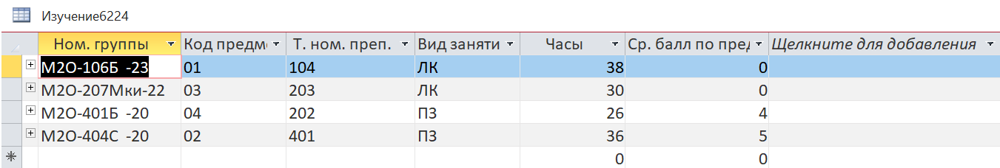 Изучение6224
Ном. группы Код предм Т. ном. преп. Вид заняти Часы Ср. балл по пред Щелкните для добавления
М2О-106Б -23 01 104 ЛК 38 0
М2О-207Мки-22 03 203 ЛК 30 0
М2О-401Б -20 04 202 ПЗ 26 4
М2О-404С -20 02 401 ПЗ 36 5
0 0